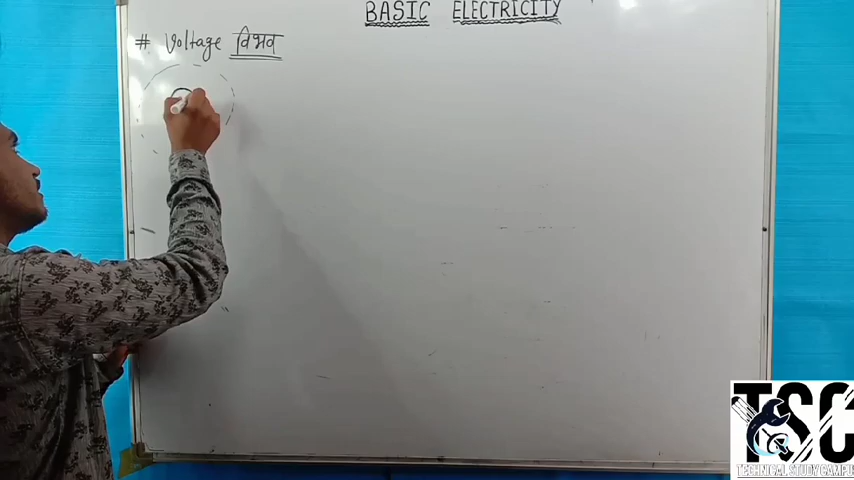 BASIC ELECTRICITY
# Voltage विभव
TSC
TECHNICAL STUDY CAMPUS